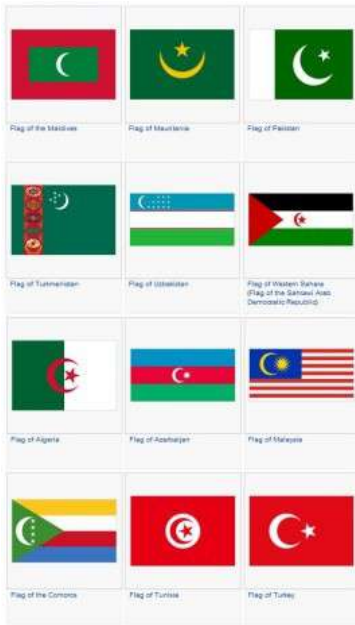 Flag of the Maldives
Flag of Mauritania
Flag of Pakistan
Flag of Turkmenistan
Flag of Uzbekistan
Flag of Western Sahara
(Flag of the Sahrawi Arab
Democratic Republic)
Flag of Algeria
Flag of Azerbaijan
Flag of Malaysia
Flag of the Comoros
Flag of Tunisia
Flag of Turkey